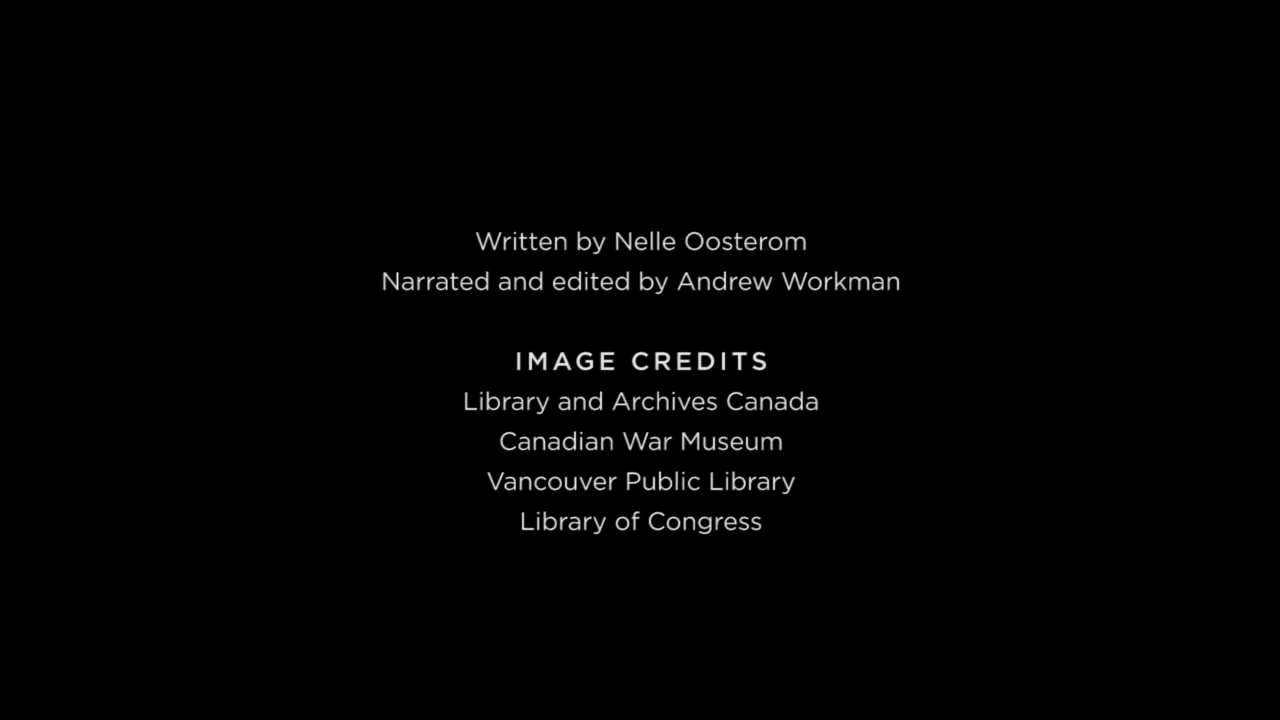 Written by Nelle Oosterom
Narrated and edited by Andrew Workman
IMAGE CREDITS
Library and Archives Canada
Canadian War Museum
Vancouver Public Library
Library of Congress